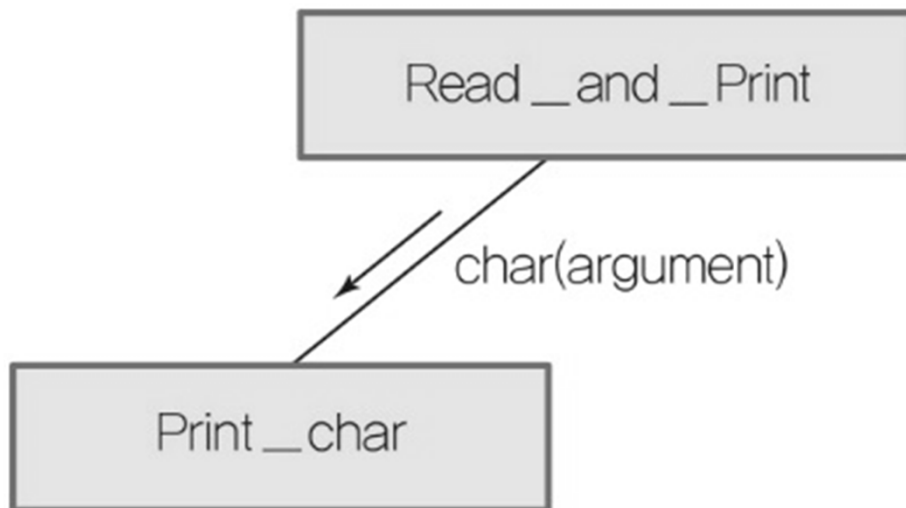 Read _ and _ Print
char(argument)
Print _ char